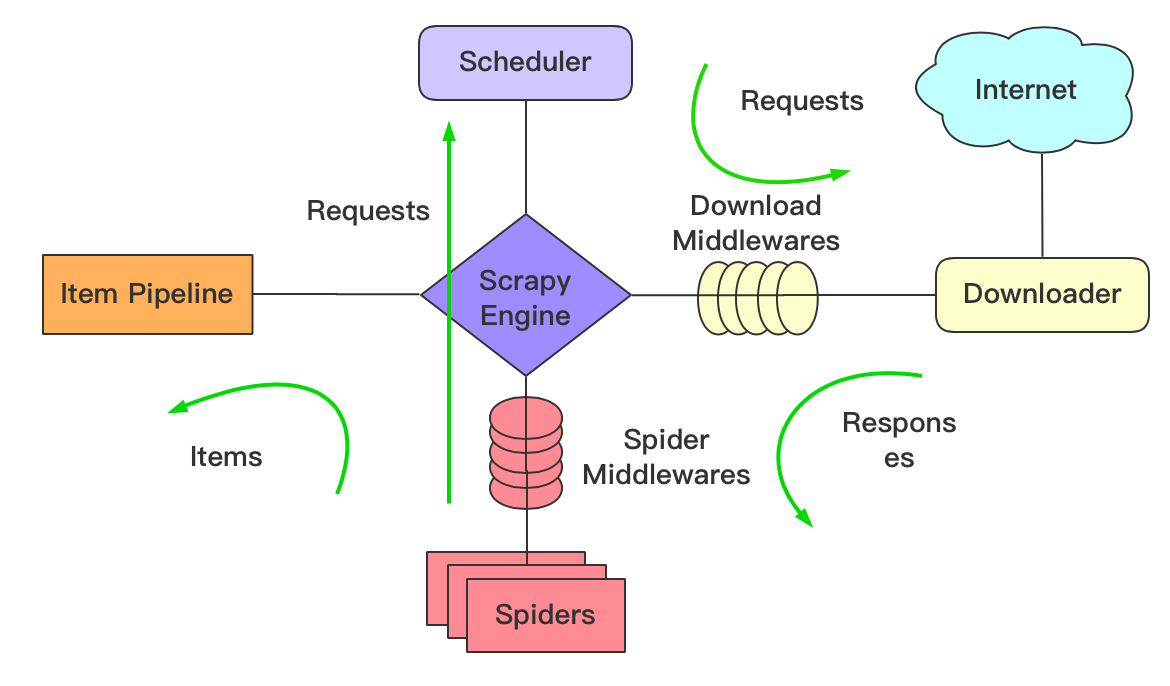 Scheduler
Requests
Internet
Requests
Download
Middlewares
Item Pipeline
Scrapy
Engine
Downloader
Items
Spider
Middlewares
Respons
es
Spiders